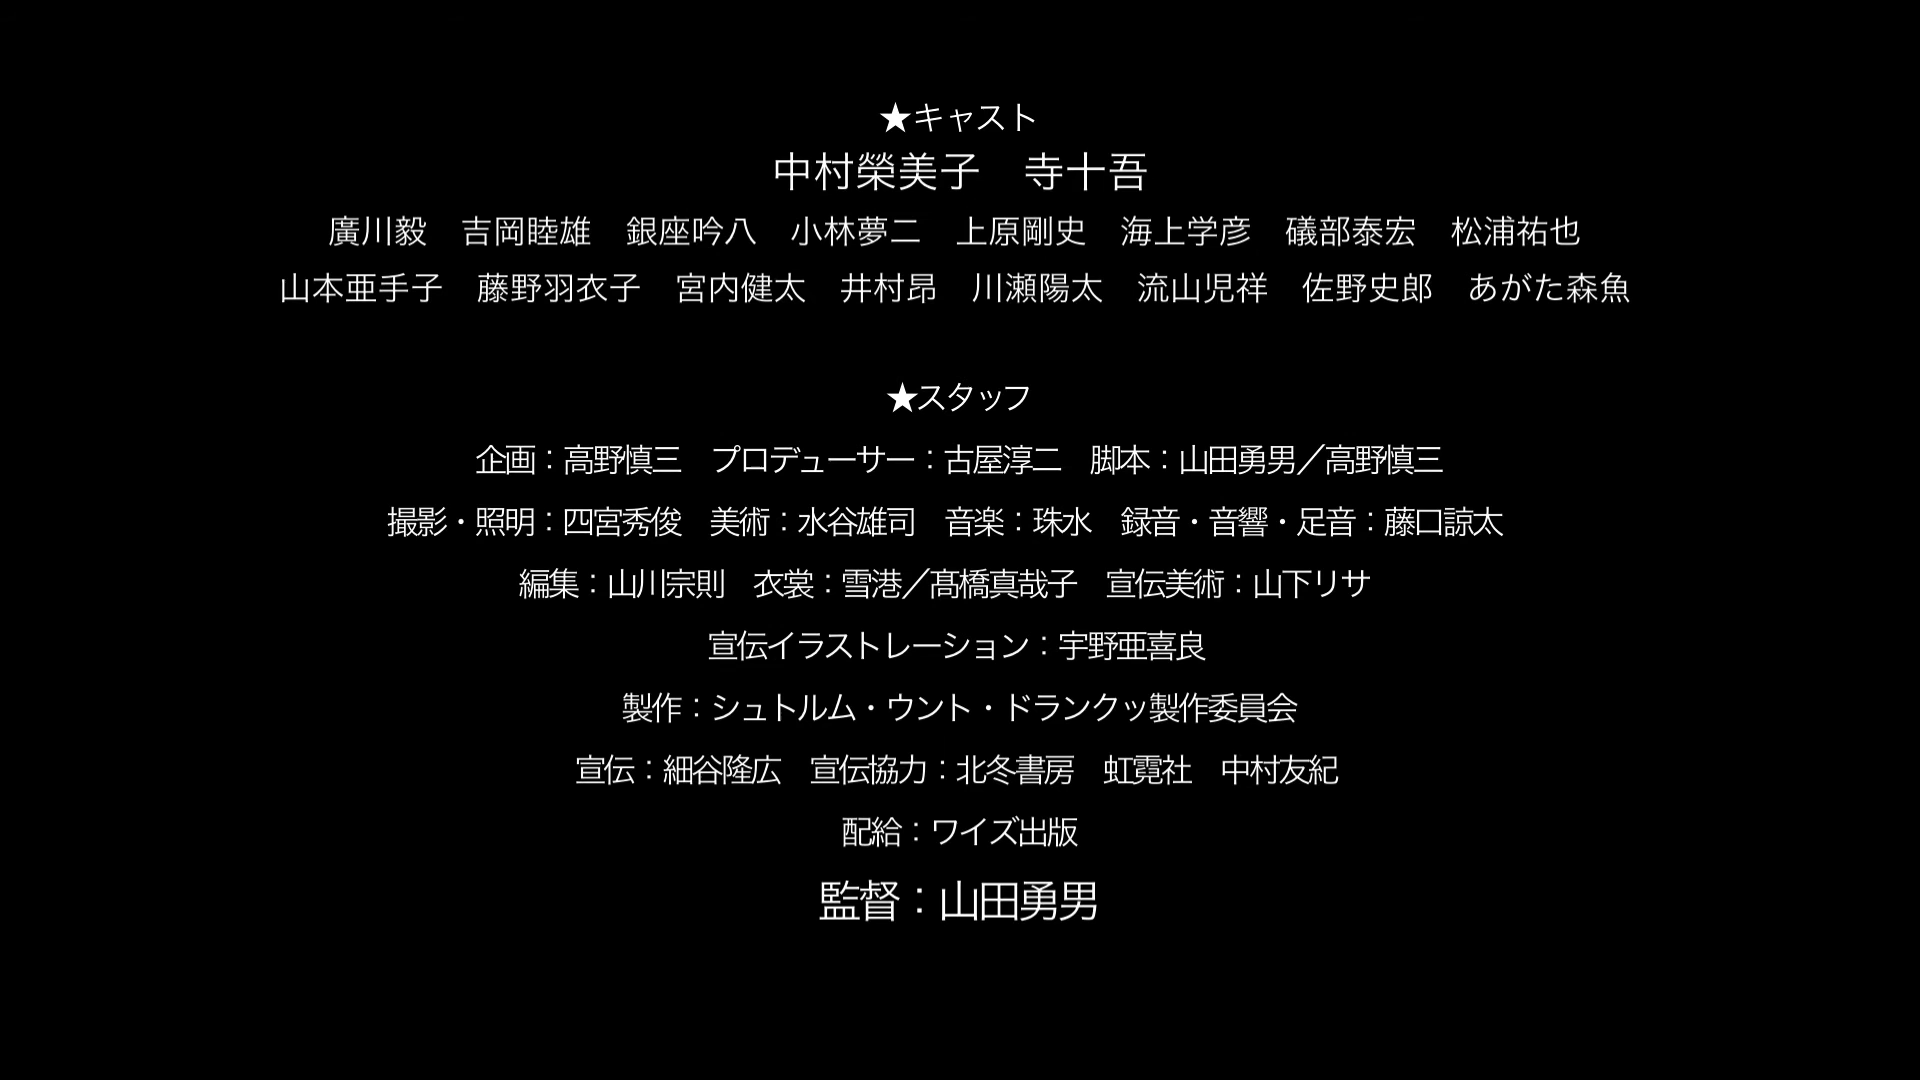 ★キャスト
中村榮美子　寺十吾
廣川毅　吉岡睦雄　銀座吟八　小林夢二　上原剛史　海上学彦　礒部泰宏　松浦祐也
山本亜手子　藤野羽衣子　宮内健太　井村昂　川瀬陽太　流山児祥　佐野史郎　あがた森魚
★スタッフ
企画：高野慎三　プロデューサー：古屋淳二　脚本：山田勇男／高野慎三
撮影・照明：四宮秀俊　美術：水谷雄司　音楽：珠水　録音・音響・足音：藤口諒太
編集：山川宗則　衣裳：雪港／髙橋真哉子　宣伝美術：山下リサ
宣伝イラストレーション：宇野亜喜良
製作：シュトルム・ウント・ドランクッ製作委員会
宣伝：細谷隆広　宣伝協力：北冬書房　虹霓社　中村友紀
配給：ワイズ出版
監督：山田勇男